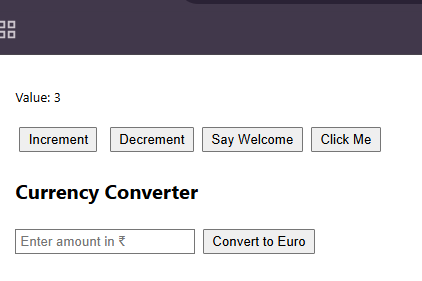 Value: 3
Increment Decrement Say Welcome Click Me
Currency Converter
Enter amount in ₹ Convert to Euro